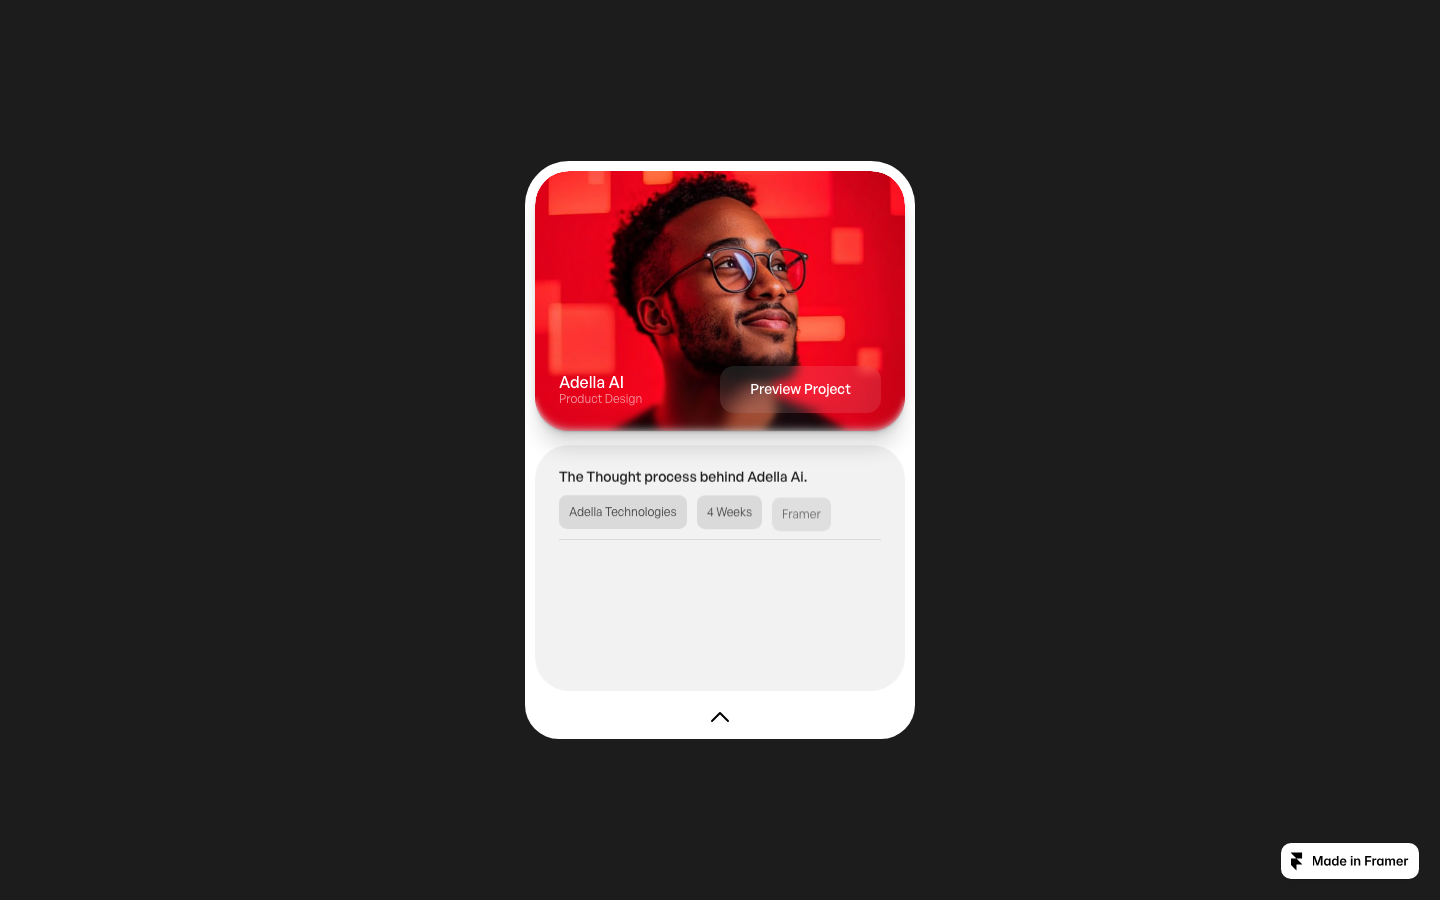 Adella AI
Product Design
Preview Project
The Thought process behind Adella Ai.
Adella Technologies
4 Weeks
Framer
Made in Framer